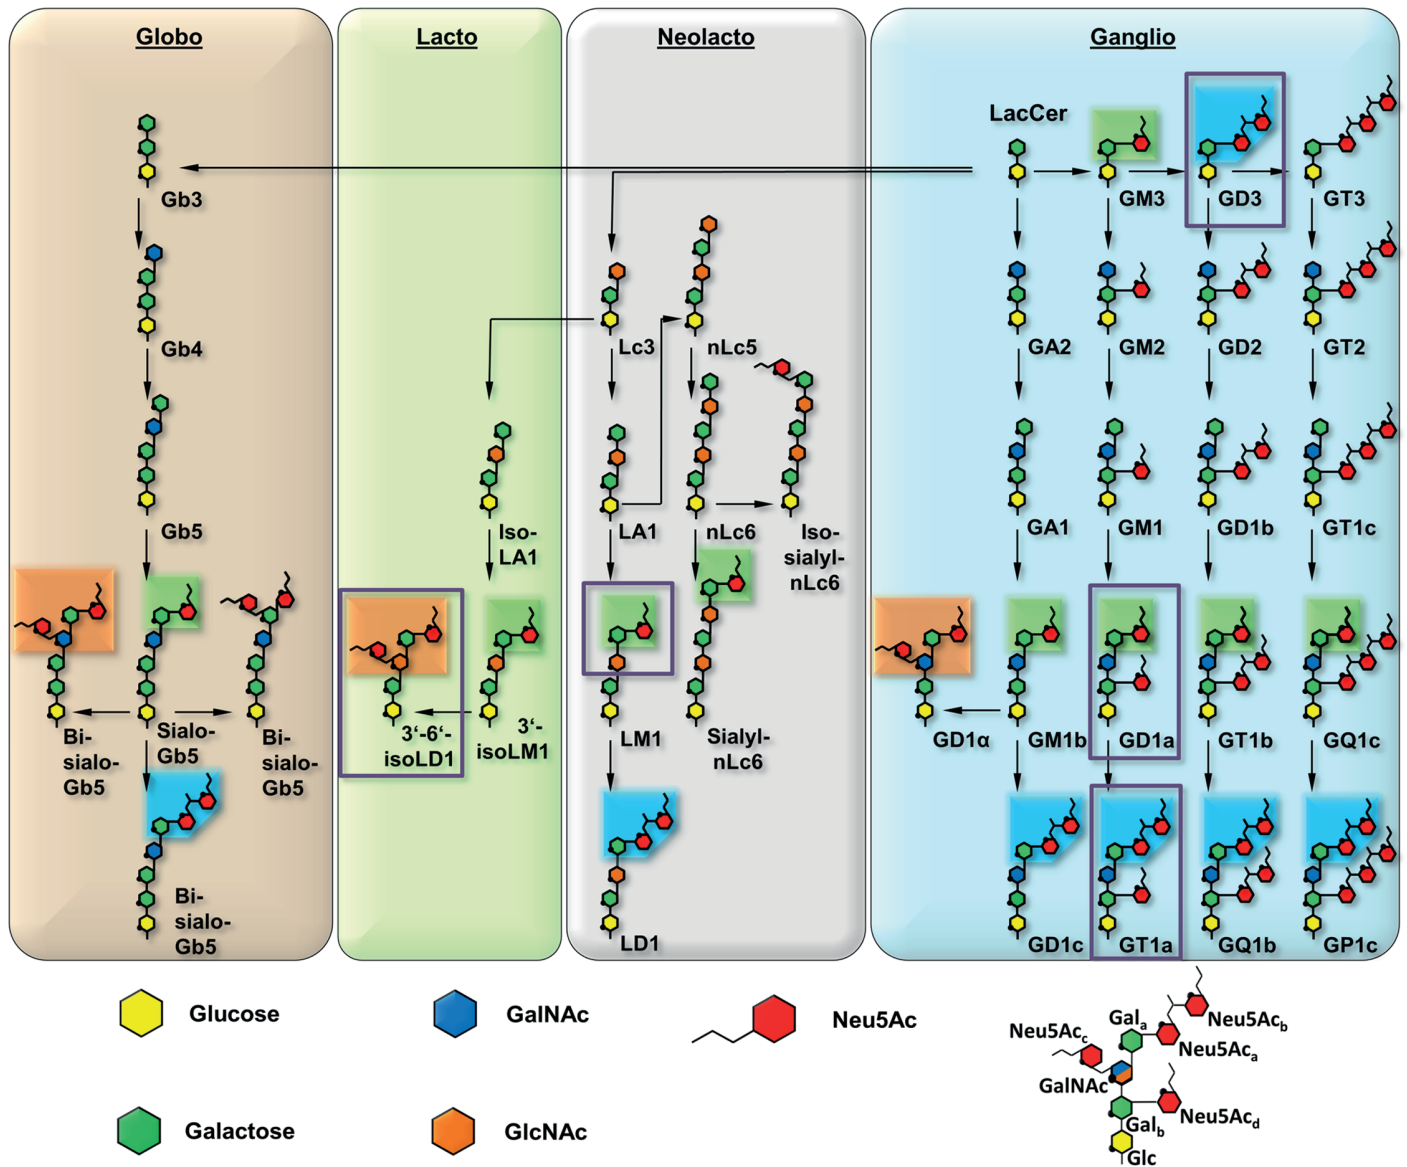 Globo
Lacto
Neolacto
Ganglio
LacCer
Gb3
GM3
GD3
GT3
Gb4
Lc3
nLc5
GA2
GM2
GD2
GT2
Gb5
Iso-
LA1
LA1
nLc6
Iso-
sialyl-
nLc6
GA1
GM1
GD1b
GT1c
Bi-
sialo-
Gb5
Sialo-
Gb5
Bi-
sialo-
Gb5
3‘-6‘-
isoLD1
3‘-
isoLM1
LM1
Sialyl-
nLc6
GD1α
GM1b
GD1a
GT1b
GQ1c
Bi-
sialo-
Gb5
LD1
GD1c
GT1a
GQ1b
GP1c
Glucose
GalNAc
Neu5Ac
Galactose
GlcNAc
Gala
Neu5Acb
Neu5Acc
Neu5Aca
GalNAc
Neu5Acd
Galb
Glc